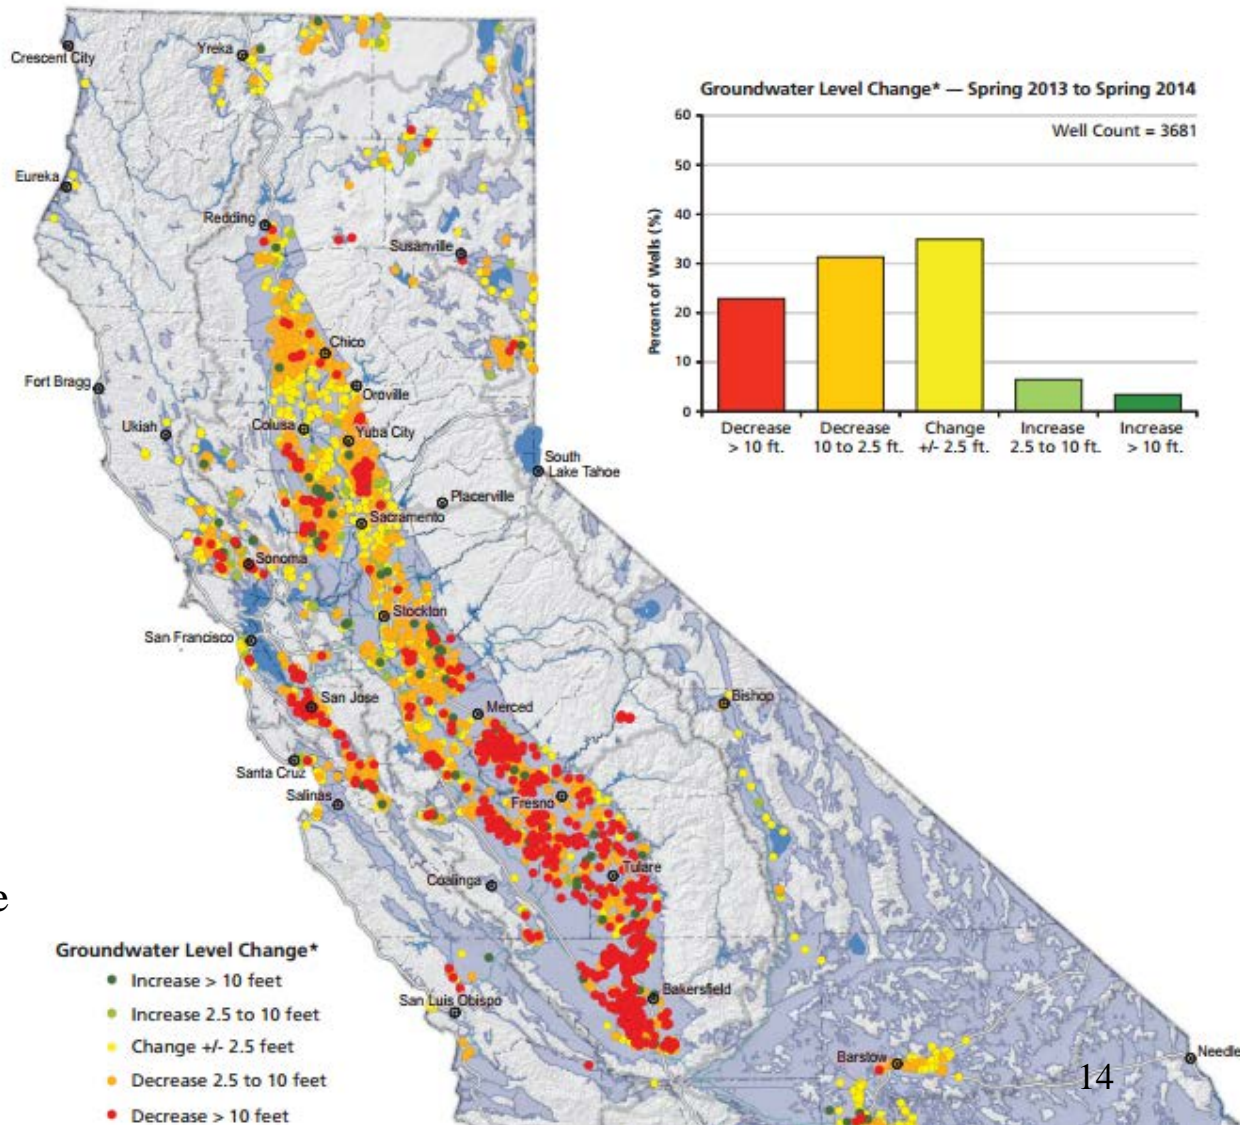 Crescent City
Yreka
Groundwater Level Change* — Spring 2013 to Spring 2014
60
Well Count = 3681
50
40
30
20
10
0
Percent of Wells (%)
Decrease
> 10 ft.
Decrease
10 to 2.5 ft.
Change
+/- 2.5 ft.
Increase
2.5 to 10 ft.
Increase
> 10 ft.
Eureka
Redding
Susanville
Chico
Fort Bragg
Oroville
Ukiah
Colusa
Yuba City
South
Lake Tahoe
Placerville
Sacramento
Sonoma
Stockton
San Francisco
San Jose
Merced
Bishop
Santa Cruz
Salinas
Fresno
Tulare
Coalinga
e
Groundwater Level Change*
Increase > 10 feet
Increase 2.5 to 10 feet
Change +/- 2.5 feet
Decrease 2.5 to 10 feet
Decrease > 10 feet
San Luis Obispo
Bakersfield
Barstow
Needle
14